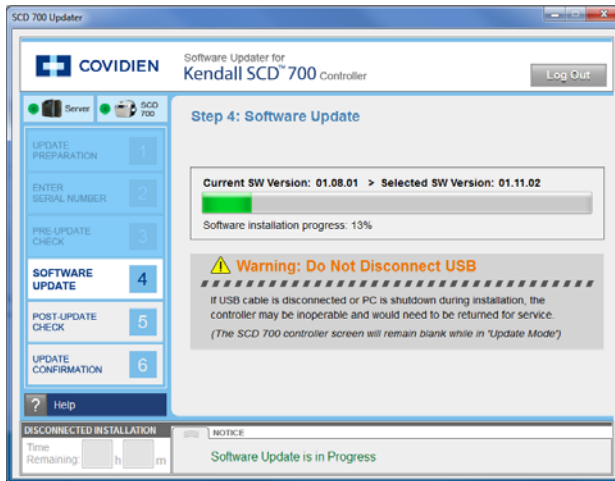 SCD 700 Updater
COVIDIEN
Software Updater for
Kendall SCD™ 700 Controller
Log Out
Server
SCD 700
Step 4: Software Update
UPDATE PREPARATION 1
ENTER SERIAL NUMBER 2
PRE-UPDATE CHECK 3
SOFTWARE UPDATE 4
POST-UPDATE CHECK 5
UPDATE CONFIRMATION 6
? Help
Current SW Version: 01.08.01 > Selected SW Version: 01.11.02
Software installation progress: 13%
Warning: Do Not Disconnect USB
If USB cable is disconnected or PC is shutdown during installation, the
controller may be inoperable and would need to be returned for service.
(The SCD 700 controller screen will remain blank while in 'Update Mode')
DISCONNECTED INSTALLATION
Time
Remaining: h m
NOTICE
Software Update is in Progress